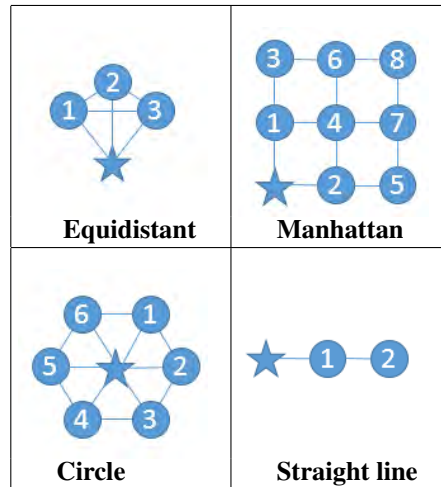 2
1 3
Equidistant
3 6 8
1 4 7
2 5
Manhattan
6 1
5 2
4 3
Circle
1 2
Straight line